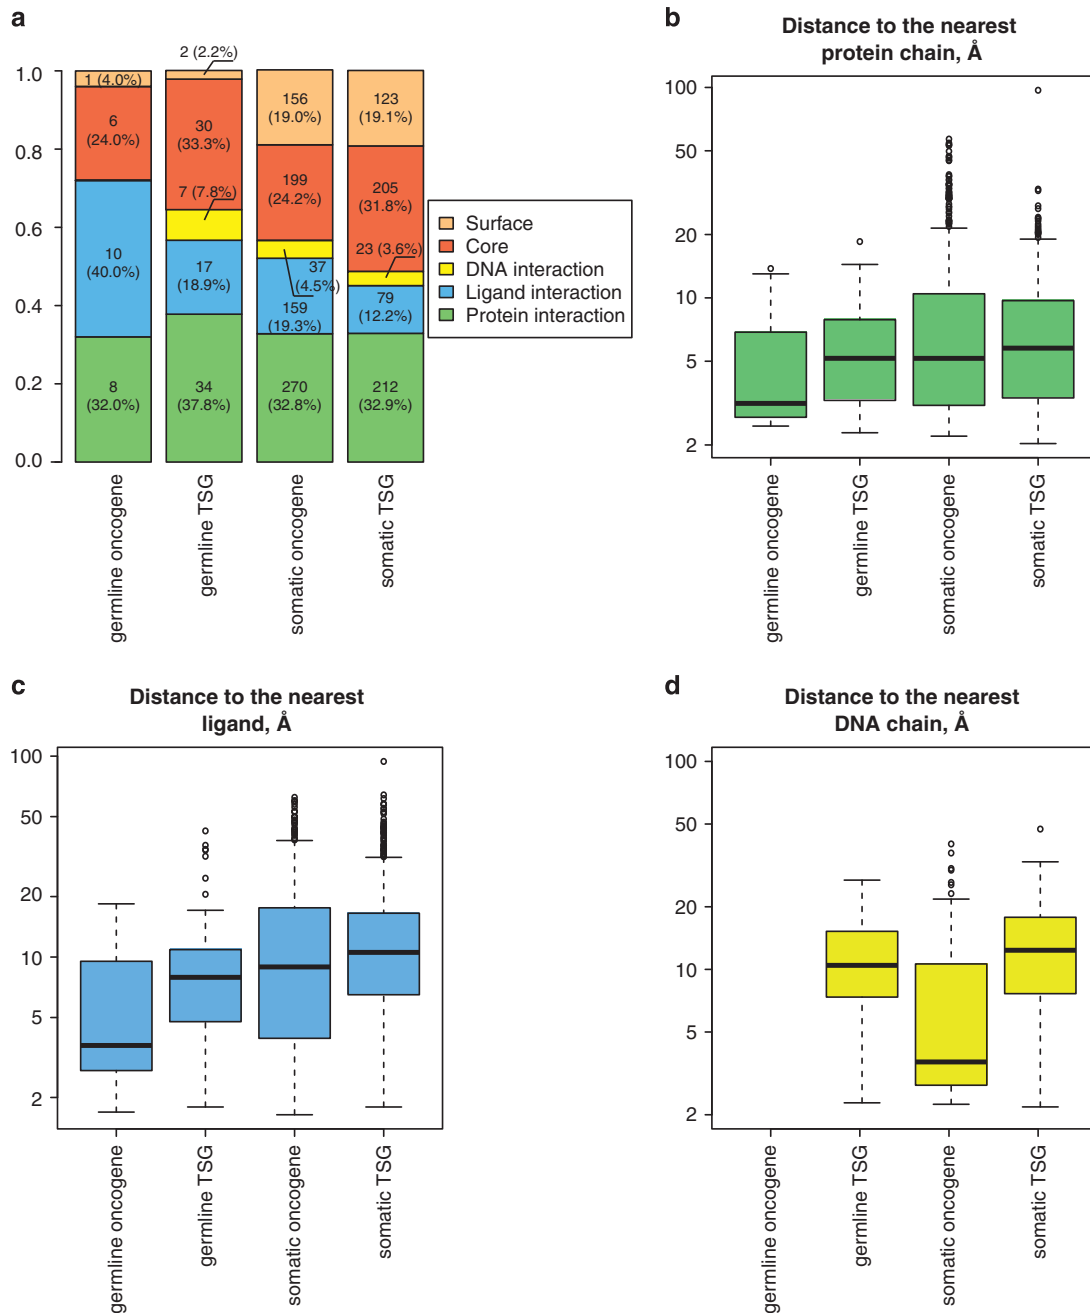 a
2 (2.2%)
1.0
0.8
0.6
0.4
0.2
0.0
1 (4.0%)
6
(24.0%)
10
(40.0%)
8
(32.0%)
30
(33.3%)
7 (7.8%)
17
(18.9%)
34
(37.8%)
156
(19.0%)
199
(24.2%)
37
(4.5%)
159
(19.3%)
270
(32.8%)
123
(19.1%)
205
(31.8%)
23 (3.6%)
79
(12.2%)
212
(32.9%)
germline oncogene
germline TSG
somatic oncogene
somatic TSG
Surface
Core
DNA interaction
Ligand interaction
Protein interaction
b
Distance to the nearest
protein chain, Å
100
50
20
10
5
2
germline oncogene
germline TSG
somatic oncogene
somatic TSG
c
Distance to the nearest
ligand, Å
100
50
20
10
5
2
germline oncogene
germline TSG
somatic oncogene
somatic TSG
d
Distance to the nearest
DNA chain, Å
100
50
20
10
5
2
germline oncogene
germline TSG
somatic oncogene
somatic TSG